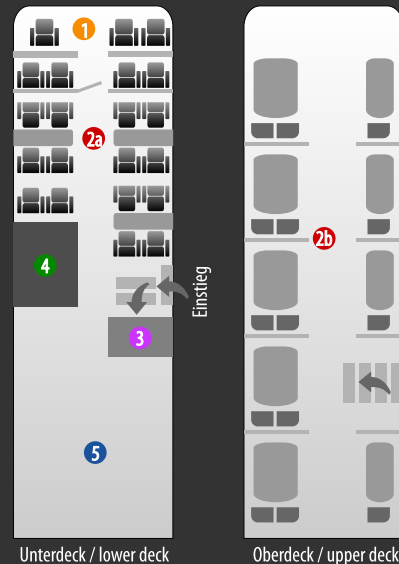 1
2a
2b
4
Einstieg
3
5
Unterdeck / lower deck
Oberdeck / upper deck